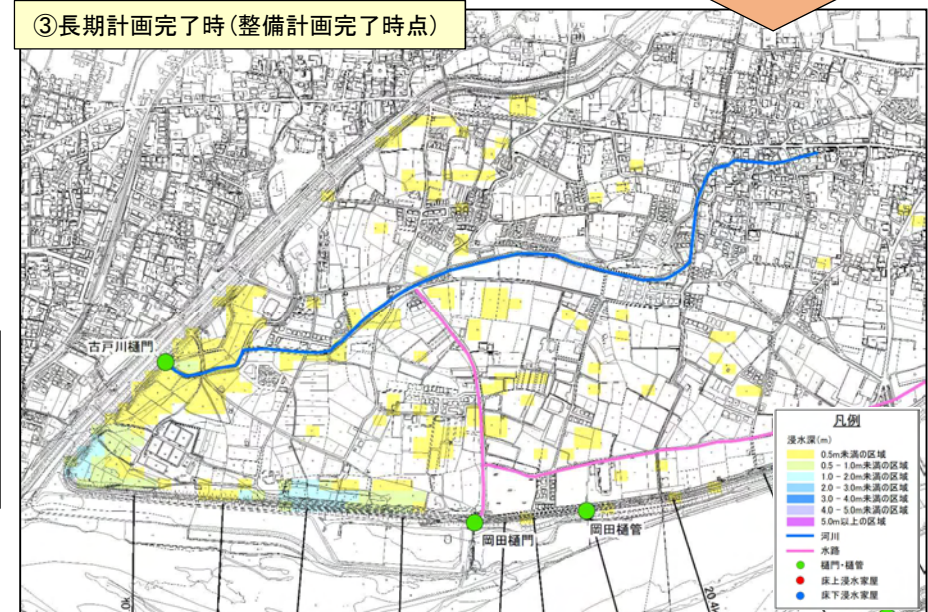 ③長期計画完了時(整備計画完了時点)
古戸川樋門
岡田樋門
岡田樋管
20.4k
0k
凡例
浸水深(m)
0.5m未満の区域
0.5 - 1.0m未満の区域
1.0 - 2.0m未満の区域
2.0 - 3.0m未満の区域
3.0 - 4.0m未満の区域
4.0 - 5.0m未満の区域
5.0m以上の区域
河川
水路
樋門・樋管
床上浸水家屋
床下浸水家屋